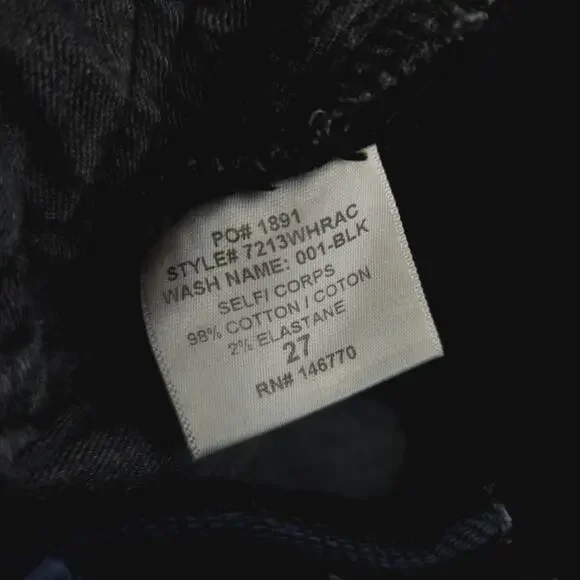 PO# 1891
STYLE# 7213WHRAC
WASH NAME: 001-BLK
SELF/ CORPS
98% COTTON / COTON
2% ELASTANE
27
RN# 146770